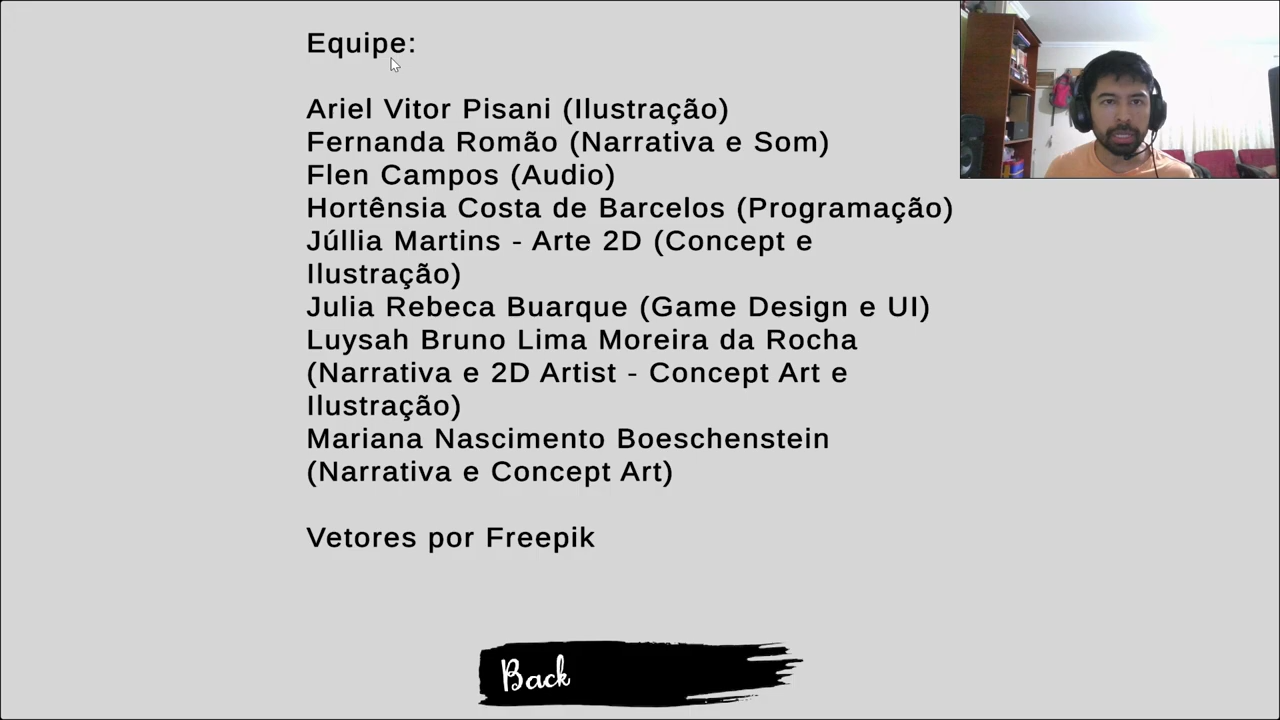 Equipe:
Ariel Vitor Pisani (Ilustração)
Fernanda Romão (Narrativa e Som)
Flen Campos (Audio)
Hortênsia Costa de Barcelos (Programação)
Júllia Martins - Arte 2D (Concept e
Ilustração)
Julia Rebeca Buarque (Game Design e UI)
Luysah Bruno Lima Moreira da Rocha
(Narrativa e 2D Artist - Concept Art e
Ilustração)
Mariana Nascimento Boeschenstein
(Narrativa e Concept Art)
Vetores por Freepik
Back